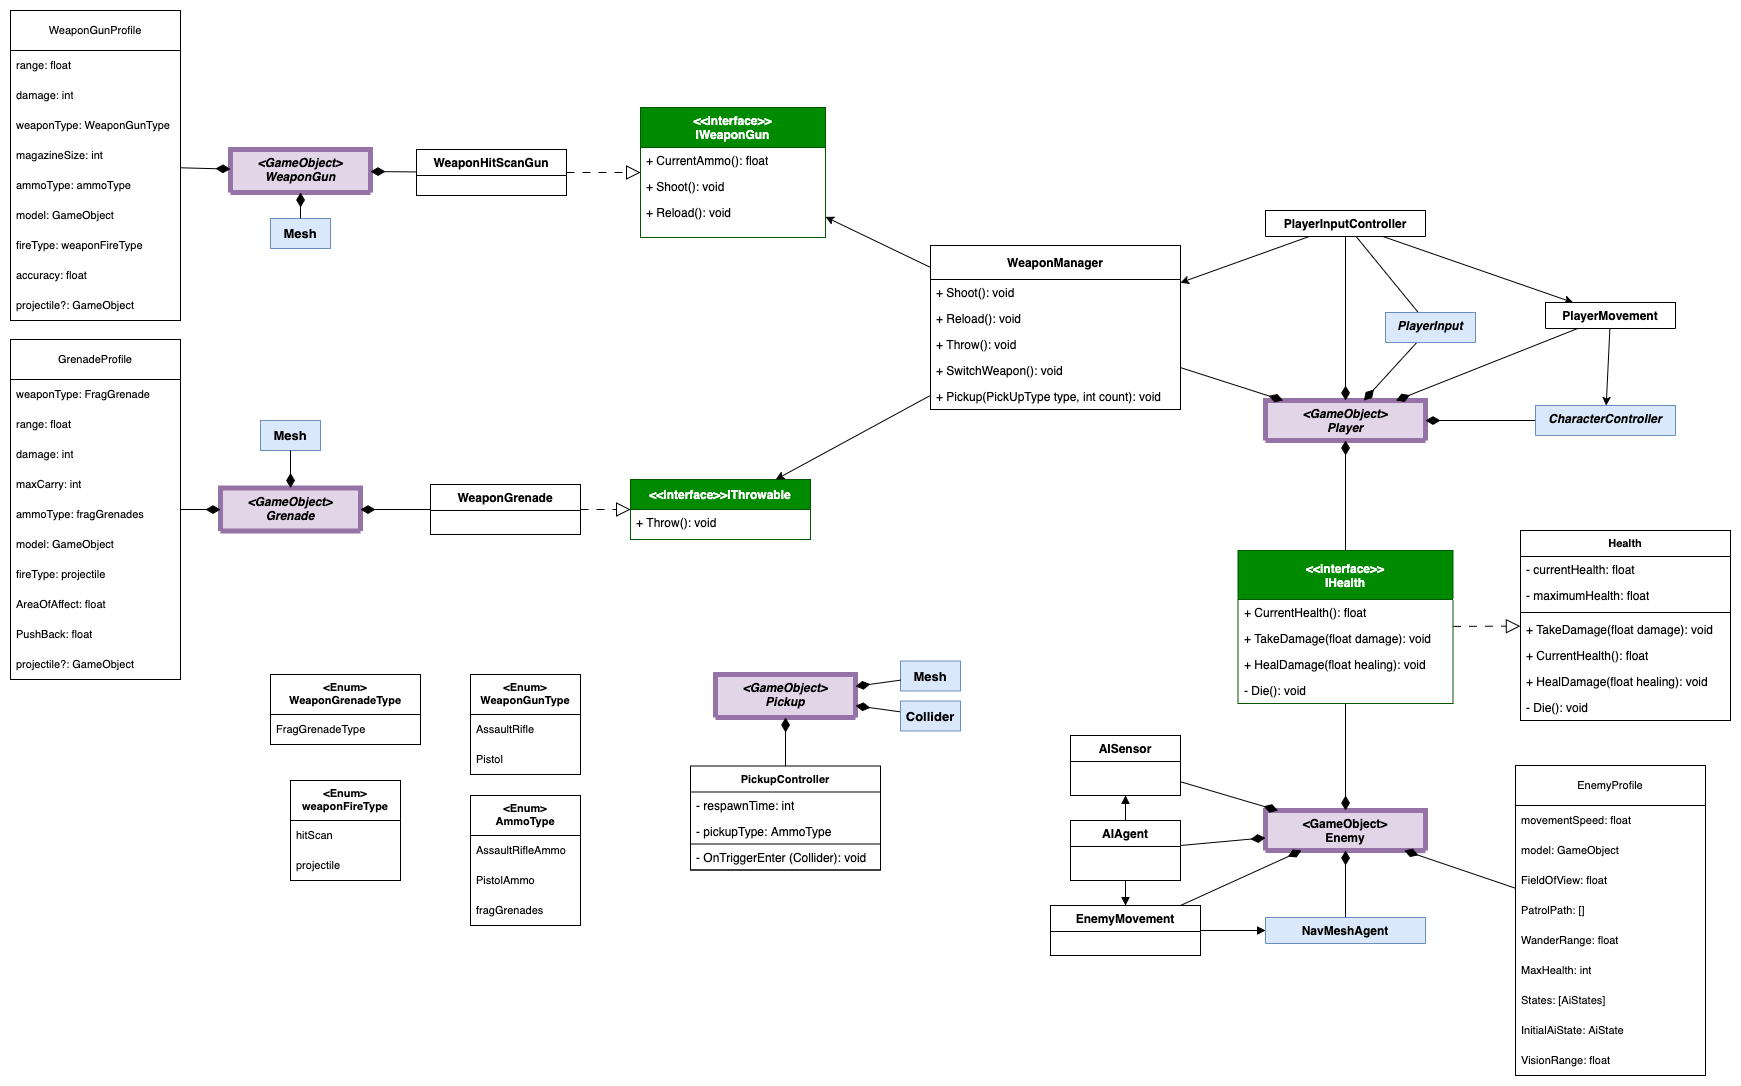 WeaponGunProfile
range: float
damage: int
weaponType: WeaponGunType
magazineSize: int
ammoType: ammoType
model: GameObject
fireType: weaponFireType
accuracy: float
projectile?: GameObject
<GameObject>
WeaponGun
Mesh
WeaponHitScanGun
<<interface>>
IWeaponGun
+ CurrentAmmo(): float
+ Shoot(): void
+ Reload(): void
WeaponManager
+ Shoot(): void
+ Reload(): void
+ Throw(): void
+ SwitchWeapon(): void
+ Pickup(PickUpType type, int count): void
PlayerInputController
PlayerInput
PlayerMovement
CharacterController
<GameObject>
Player
GrenadeProfile
weaponType: FragGrenade
range: float
damage: int
maxCarry: int
ammoType: fragGrenades
model: GameObject
fireType: projectile
AreaOfAffect: float
PushBack: float
projectile?: GameObject
Mesh
<GameObject>
Grenade
WeaponGrenade
<<interface>>IThrowable
+ Throw(): void
<<interface>>
IHealth
+ CurrentHealth(): float
+ TakeDamage(float damage): void
+ HealDamage(float healing): void
- Die(): void
Health
- currentHealth: float
- maximumHealth: float
+ TakeDamage(float damage): void
+ CurrentHealth(): float
+ HealDamage(float healing): void
- Die(): void
<Enum>
WeaponGrenadeType
FragGrenadeType
<Enum>
WeaponGunType
AssaultRifle
Pistol
<Enum>
weaponFireType
hitScan
projectile
<Enum>
AmmoType
AssaultRifleAmmo
PistolAmmo
fragGrenades
<GameObject>
Pickup
Mesh
Collider
PickupController
- respawnTime: int
- pickupType: AmmoType
- OnTriggerEnter (Collider): void
AISensor
AIAgent
EnemyMovement
<GameObject>
Enemy
NavMeshAgent
EnemyProfile
movementSpeed: float
model: GameObject
FieldOfView: float
PatrolPath: []
WanderRange: float
MaxHealth: int
States: [AiStates]
InitialAiState: AiState
VisionRange: float